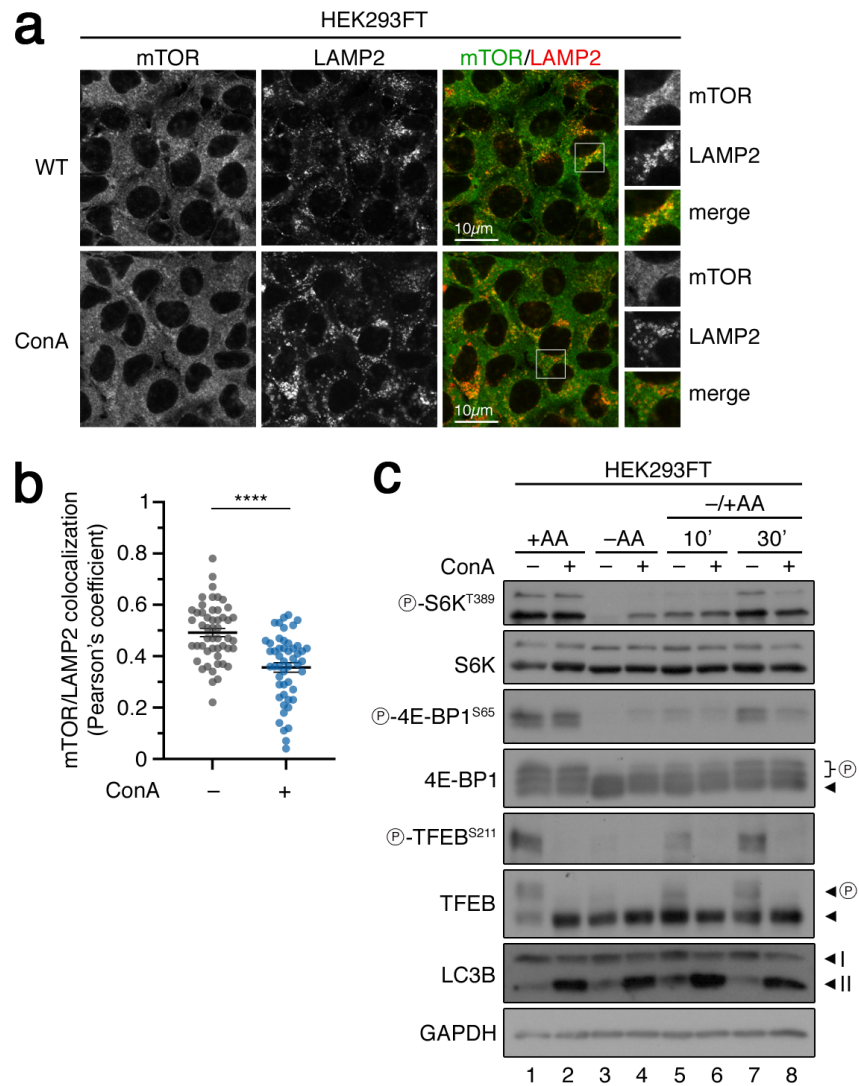 a
HEK293FT
mTOR LAMP2 mTOR/LAMP2
WT
mTOR
LAMP2
merge
10μm
ConA
mTOR
LAMP2
merge
10μm
b
mTOR/LAMP2 colocalization
(Pearson's coefficient)
****
1
0.8
0.6
0.4
0.2
0
ConA – +
c
HEK293FT
–/+AA
+AA –AA 10' 30'
ConA – + – + – + – +
Ⓟ-S6K^T389
S6K
Ⓟ-4E-BP1^S65
4E-BP1 Ⓟ
Ⓟ-TFEB^S211
TFEB Ⓟ
LC3B I
II
GAPDH
1 2 3 4 5 6 7 8